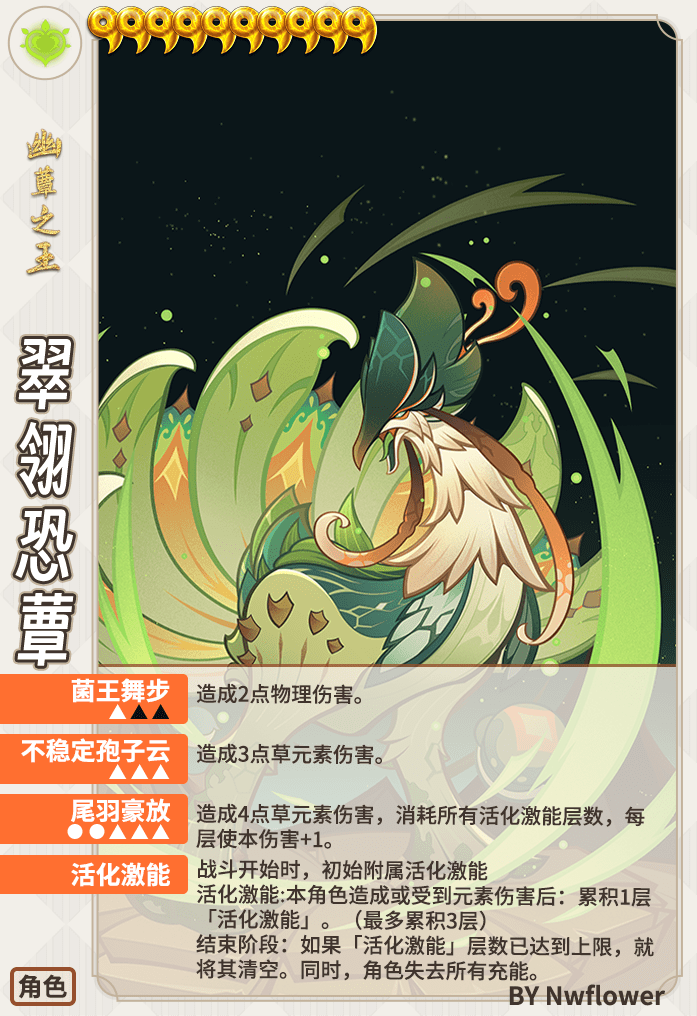 幽蕈之王
翠翎恐蕈
菌王舞步
造成2点物理伤害。
不稳定孢子云
造成3点草元素伤害。
尾羽豪放
造成4点草元素伤害，消耗所有活化激能层数，每
层使本伤害+1。
活化激能
战斗开始时，初始附属活化激能
活化激能:本角色造成或受到元素伤害后：累积1层
「活化激能」。（最多累积3层）
结束阶段：如果「活化激能」层数已达到上限，就
将其清空。同时，角色失去所有充能。
角色
BY Nwflower